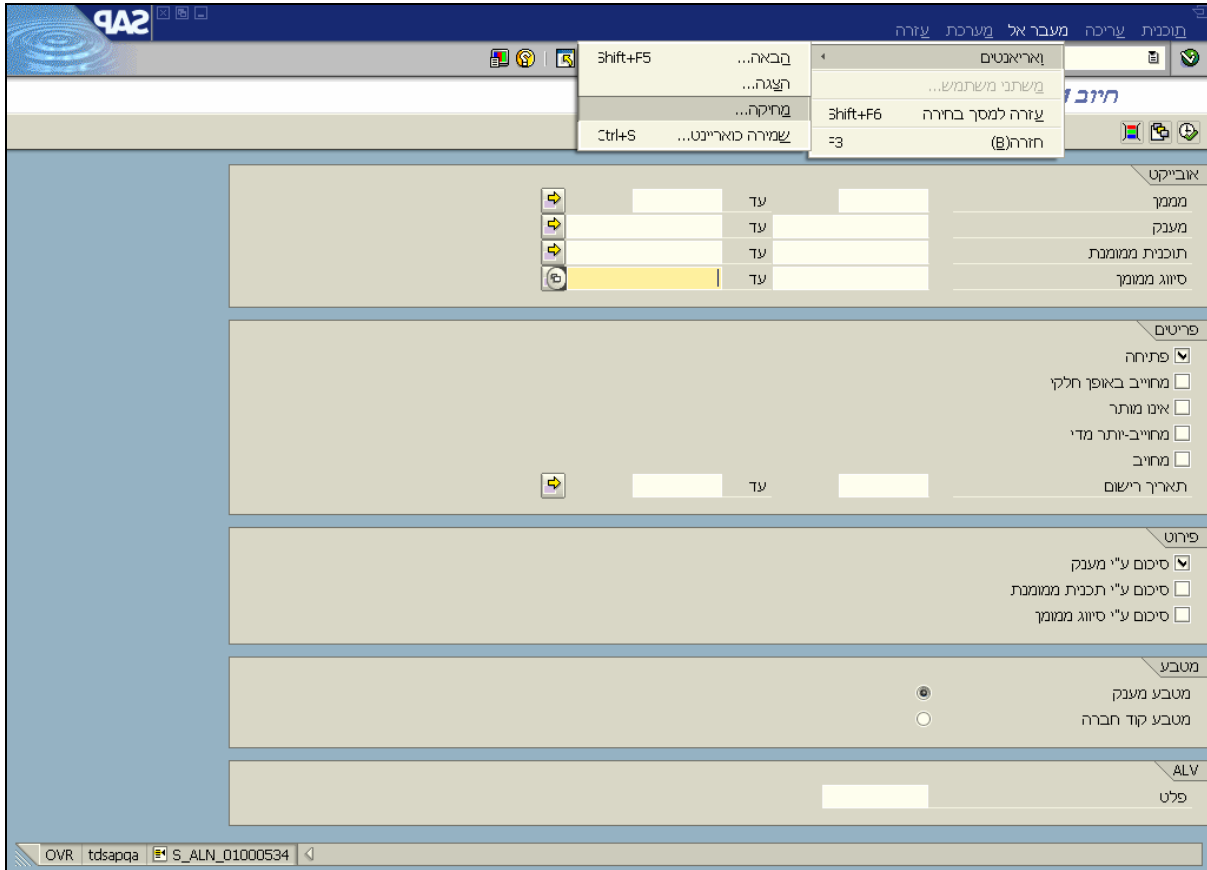 SAP
תוכנית עריכה מעבר אל מערכת עזרה
ואריאנטים
משתני משתמש...
עזרה למסך בחירה Shift+F6
חזרה(B) F3
הבאה... Shift+F5
הצגה...
מחיקה...
שמירה כואריינט... Ctrl+S
חיוב
אובייקט
מממן
עד
מענק
עד
תוכנית ממומנת
עד
סיווג ממומן
עד
פריטים
פתיחה
מחוייב באופן חלקי
אינו מותר
מחוייב-יותר מדי
מחויב
תאריך רישום
עד
פירוט
סיכום ע"י מענק
סיכום ע"י תכנית ממומנת
סיכום ע"י סיווג ממומן
מטבע
מטבע מענק
מטבע קוד חברה
ALV
פלט
OVR tdsapqa S_ALN_01000534